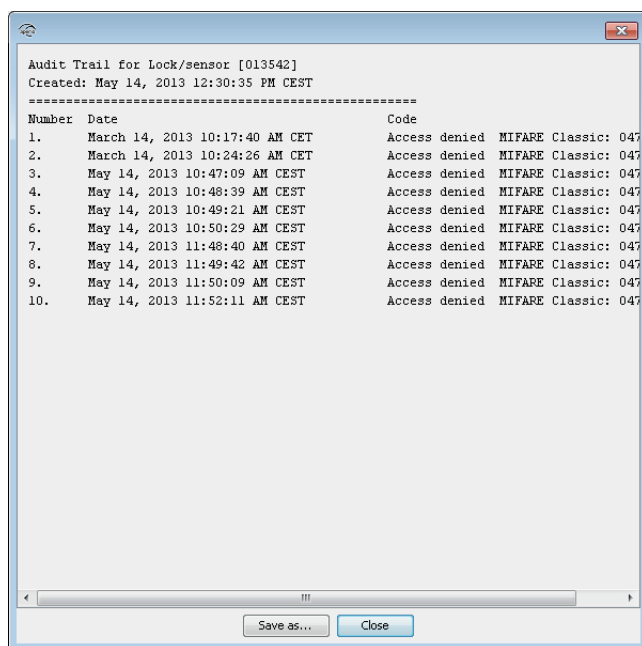 Audit Trail for Lock/sensor [013542]
Created: May 14, 2013 12:30:35 PM CEST
====================================================
Number Date Code
1. March 14, 2013 10:17:40 AM CET Access denied MIFARE Classic: 047
2. March 14, 2013 10:24:26 AM CET Access denied MIFARE Classic: 047
3. May 14, 2013 10:47:09 AM CEST Access denied MIFARE Classic: 047
4. May 14, 2013 10:48:39 AM CEST Access denied MIFARE Classic: 047
5. May 14, 2013 10:49:21 AM CEST Access denied MIFARE Classic: 047
6. May 14, 2013 10:50:29 AM CEST Access denied MIFARE Classic: 047
7. May 14, 2013 11:48:40 AM CEST Access denied MIFARE Classic: 047
8. May 14, 2013 11:49:42 AM CEST Access denied MIFARE Classic: 047
9. May 14, 2013 11:50:09 AM CEST Access denied MIFARE Classic: 047
10. May 14, 2013 11:52:11 AM CEST Access denied MIFARE Classic: 047
Save as... Close